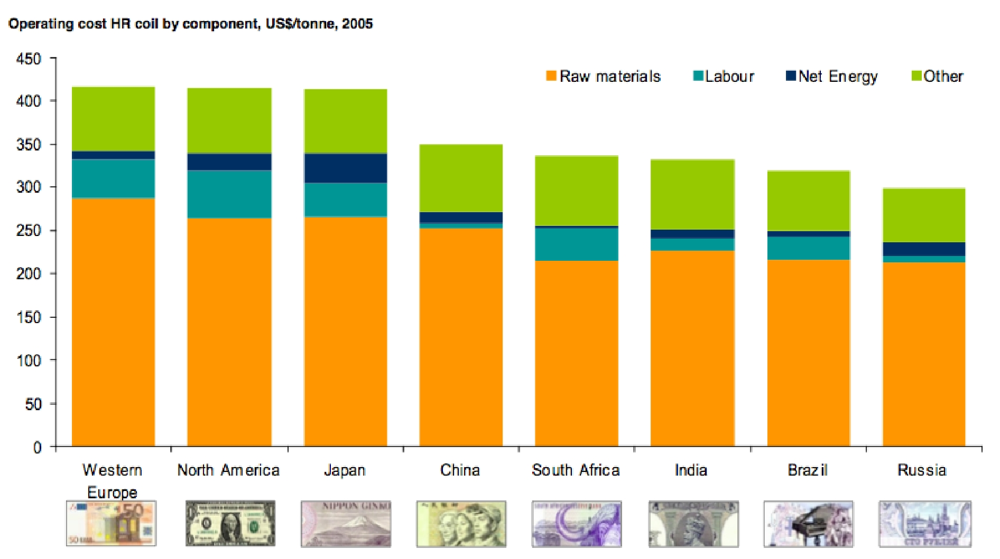 Operating cost HR coil by component, US$/tonne, 2005
450
400
350
300
250
200
150
100
50
0
Raw materials Labour Net Energy Other
Western Europe
North America
Japan
China
South Africa
India
Brazil
Russia
50
50
NIPPON GINKO
СТО РУБЛЕЙ